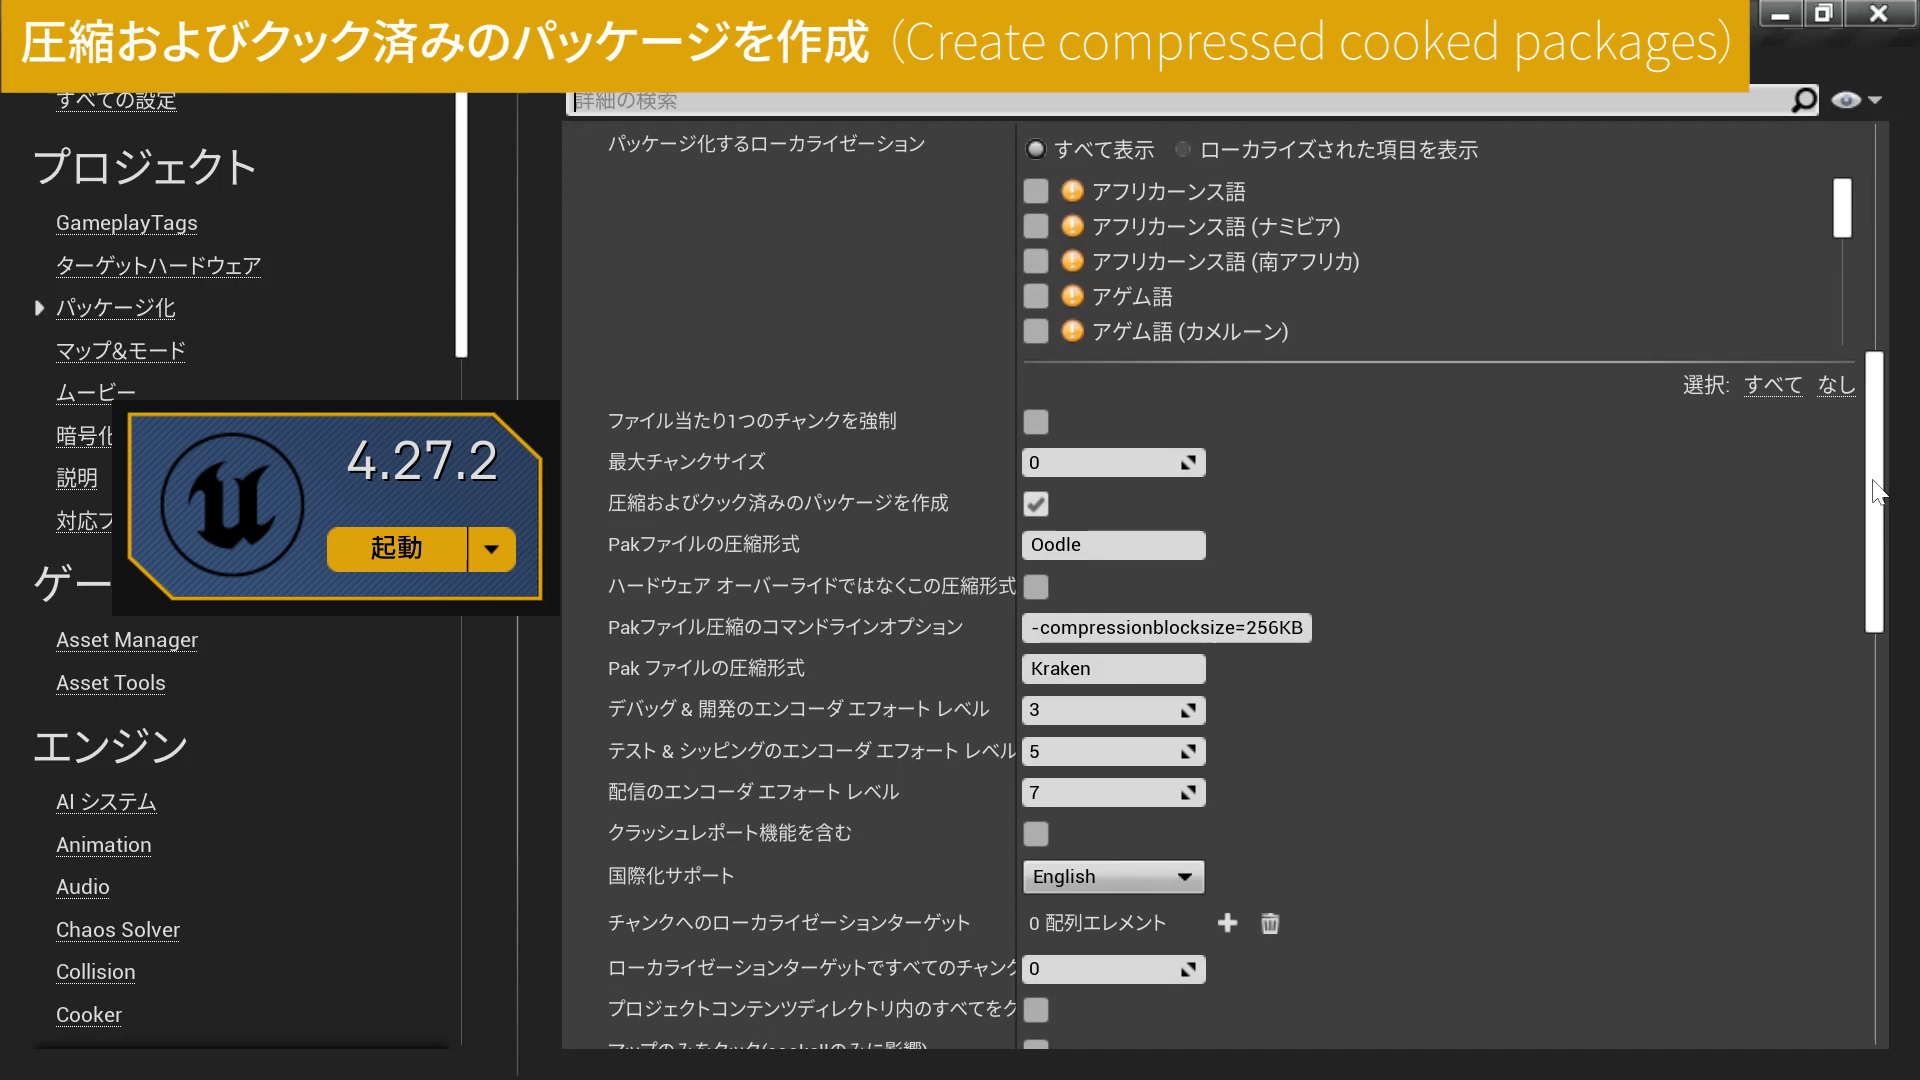 圧縮およびクック済みのパッケージを作成 (Create compressed cooked packages)
すべての設定
詳細の検索
プロジェクト
GameplayTags
ターゲットハードウェア
パッケージ化
マップ&モード
ムービー
暗号化
説明
対応プ
ゲー
Asset Manager
Asset Tools
エンジン
AI システム
Animation
Audio
Chaos Solver
Collision
Cooker
4.27.2
起動
パッケージ化するローカライゼーション
すべて表示 ローカライズされた項目を表示
アフリカーンス語
アフリカーンス語 (ナミビア)
アフリカーンス語 (南アフリカ)
アゲム語
アゲム語 (カメルーン)
選択: すべて なし
ファイル当たり1つのチャンクを強制
最大チャンクサイズ 0
圧縮およびクック済みのパッケージを作成
Pakファイルの圧縮形式 Oodle
ハードウェア オーバーライドではなくこの圧縮形式
Pakファイル圧縮のコマンドラインオプション -compressionblocksize=256KB
Pak ファイルの圧縮形式 Kraken
デバッグ & 開発のエンコーダ エフォート レベル 3
テスト & シッピングのエンコーダ エフォート レベル 5
配信のエンコーダ エフォート レベル 7
クラッシュレポート機能を含む
国際化サポート English
チャンクへのローカライゼーションターゲット 0 配列エレメント
ローカライゼーションターゲットですべてのチャンク 0
プロジェクトコンテンツディレクトリ内のすべてをク
マップのみをクック(cookallのみに影響)